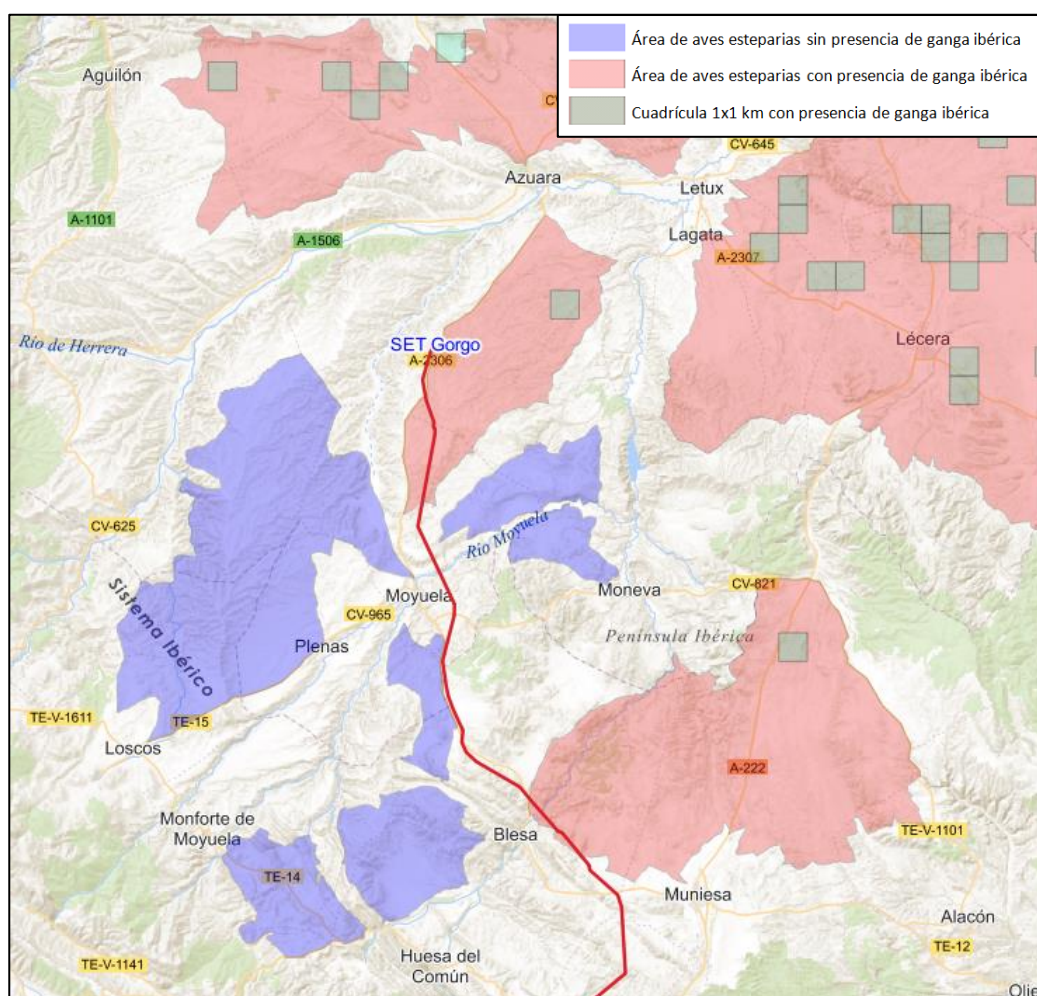 Área de aves esteparias sin presencia de ganga ibérica
Área de aves esteparias con presencia de ganga ibérica
Cuadrícula 1x1 km con presencia de ganga ibérica
Aguilón
CV-645
Azuara
Letux
A-1101
A-1506
Lagata
A-2307
Río de Herrera
SET Gorgo
A-2306
Lécera
CV-625
Río Moyuela
Sistema Ibérico
Moyuela
Moneva
CV-821
CV-965
Península Ibérica
Plenas
TE-V-1611
TE-15
Loscos
A-222
Monforte de
Moyuela
Blesa
TE-V-1101
TE-14
Muniesa
Alacón
TE-12
Huesa del
Común
TE-V-1141